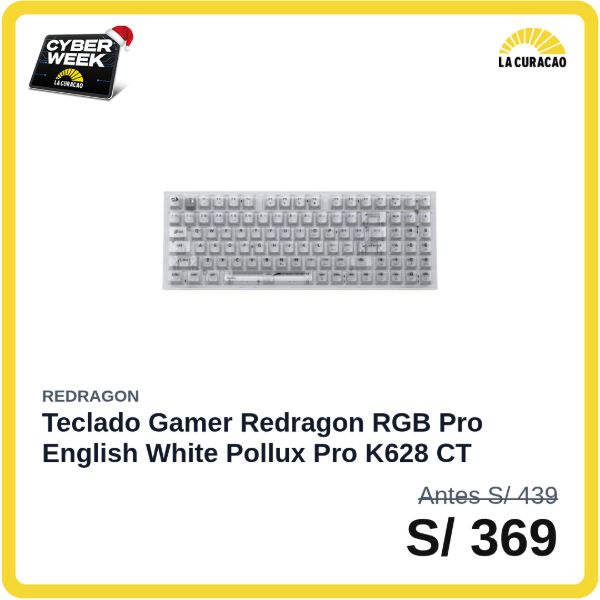 CYBER
WEEK
LA CURACAO
LA CURACAO
REDRAGON
Teclado Gamer Redragon RGB Pro
English White Pollux Pro K628 CT
Antes S/ 439
S/ 369